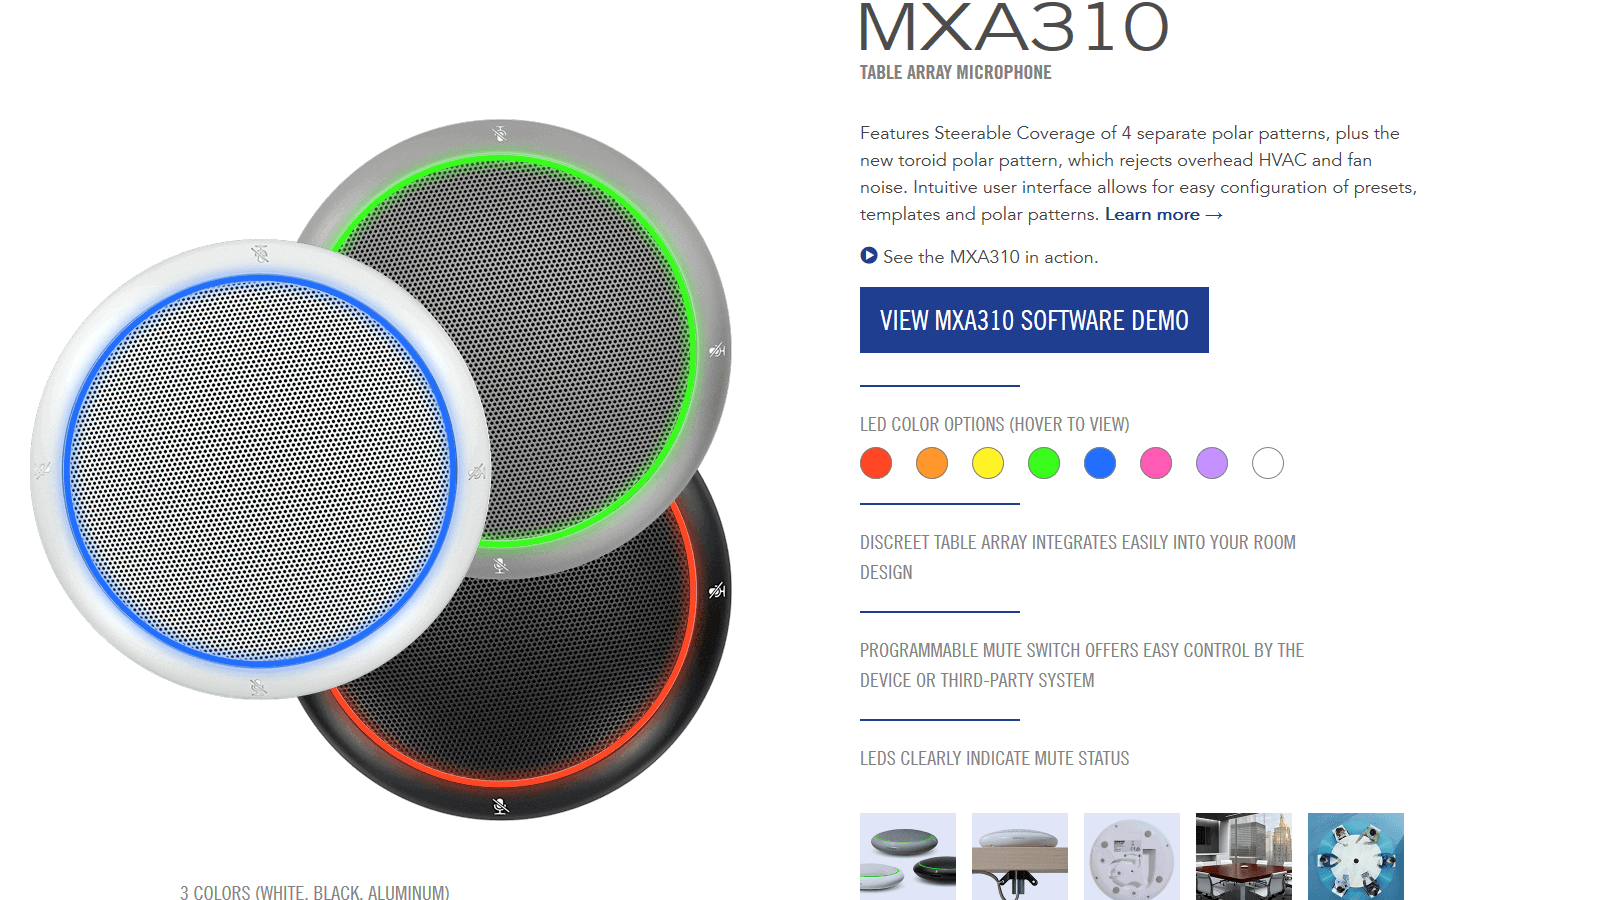 MXA310
TABLE ARRAY MICROPHONE
Features Steerable Coverage of 4 separate polar patterns, plus the
new toroid polar pattern, which rejects overhead HVAC and fan
noise. Intuitive user interface allows for easy configuration of presets,
templates and polar patterns. Learn more →
See the MXA310 in action.
VIEW MXA310 SOFTWARE DEMO
LED COLOR OPTIONS (HOVER TO VIEW)
DISCREET TABLE ARRAY INTEGRATES EASILY INTO YOUR ROOM
DESIGN
PROGRAMMABLE MUTE SWITCH OFFERS EASY CONTROL BY THE
DEVICE OR THIRD-PARTY SYSTEM
LEDS CLEARLY INDICATE MUTE STATUS
3 COLORS (WHITE, BLACK, ALUMINUM)